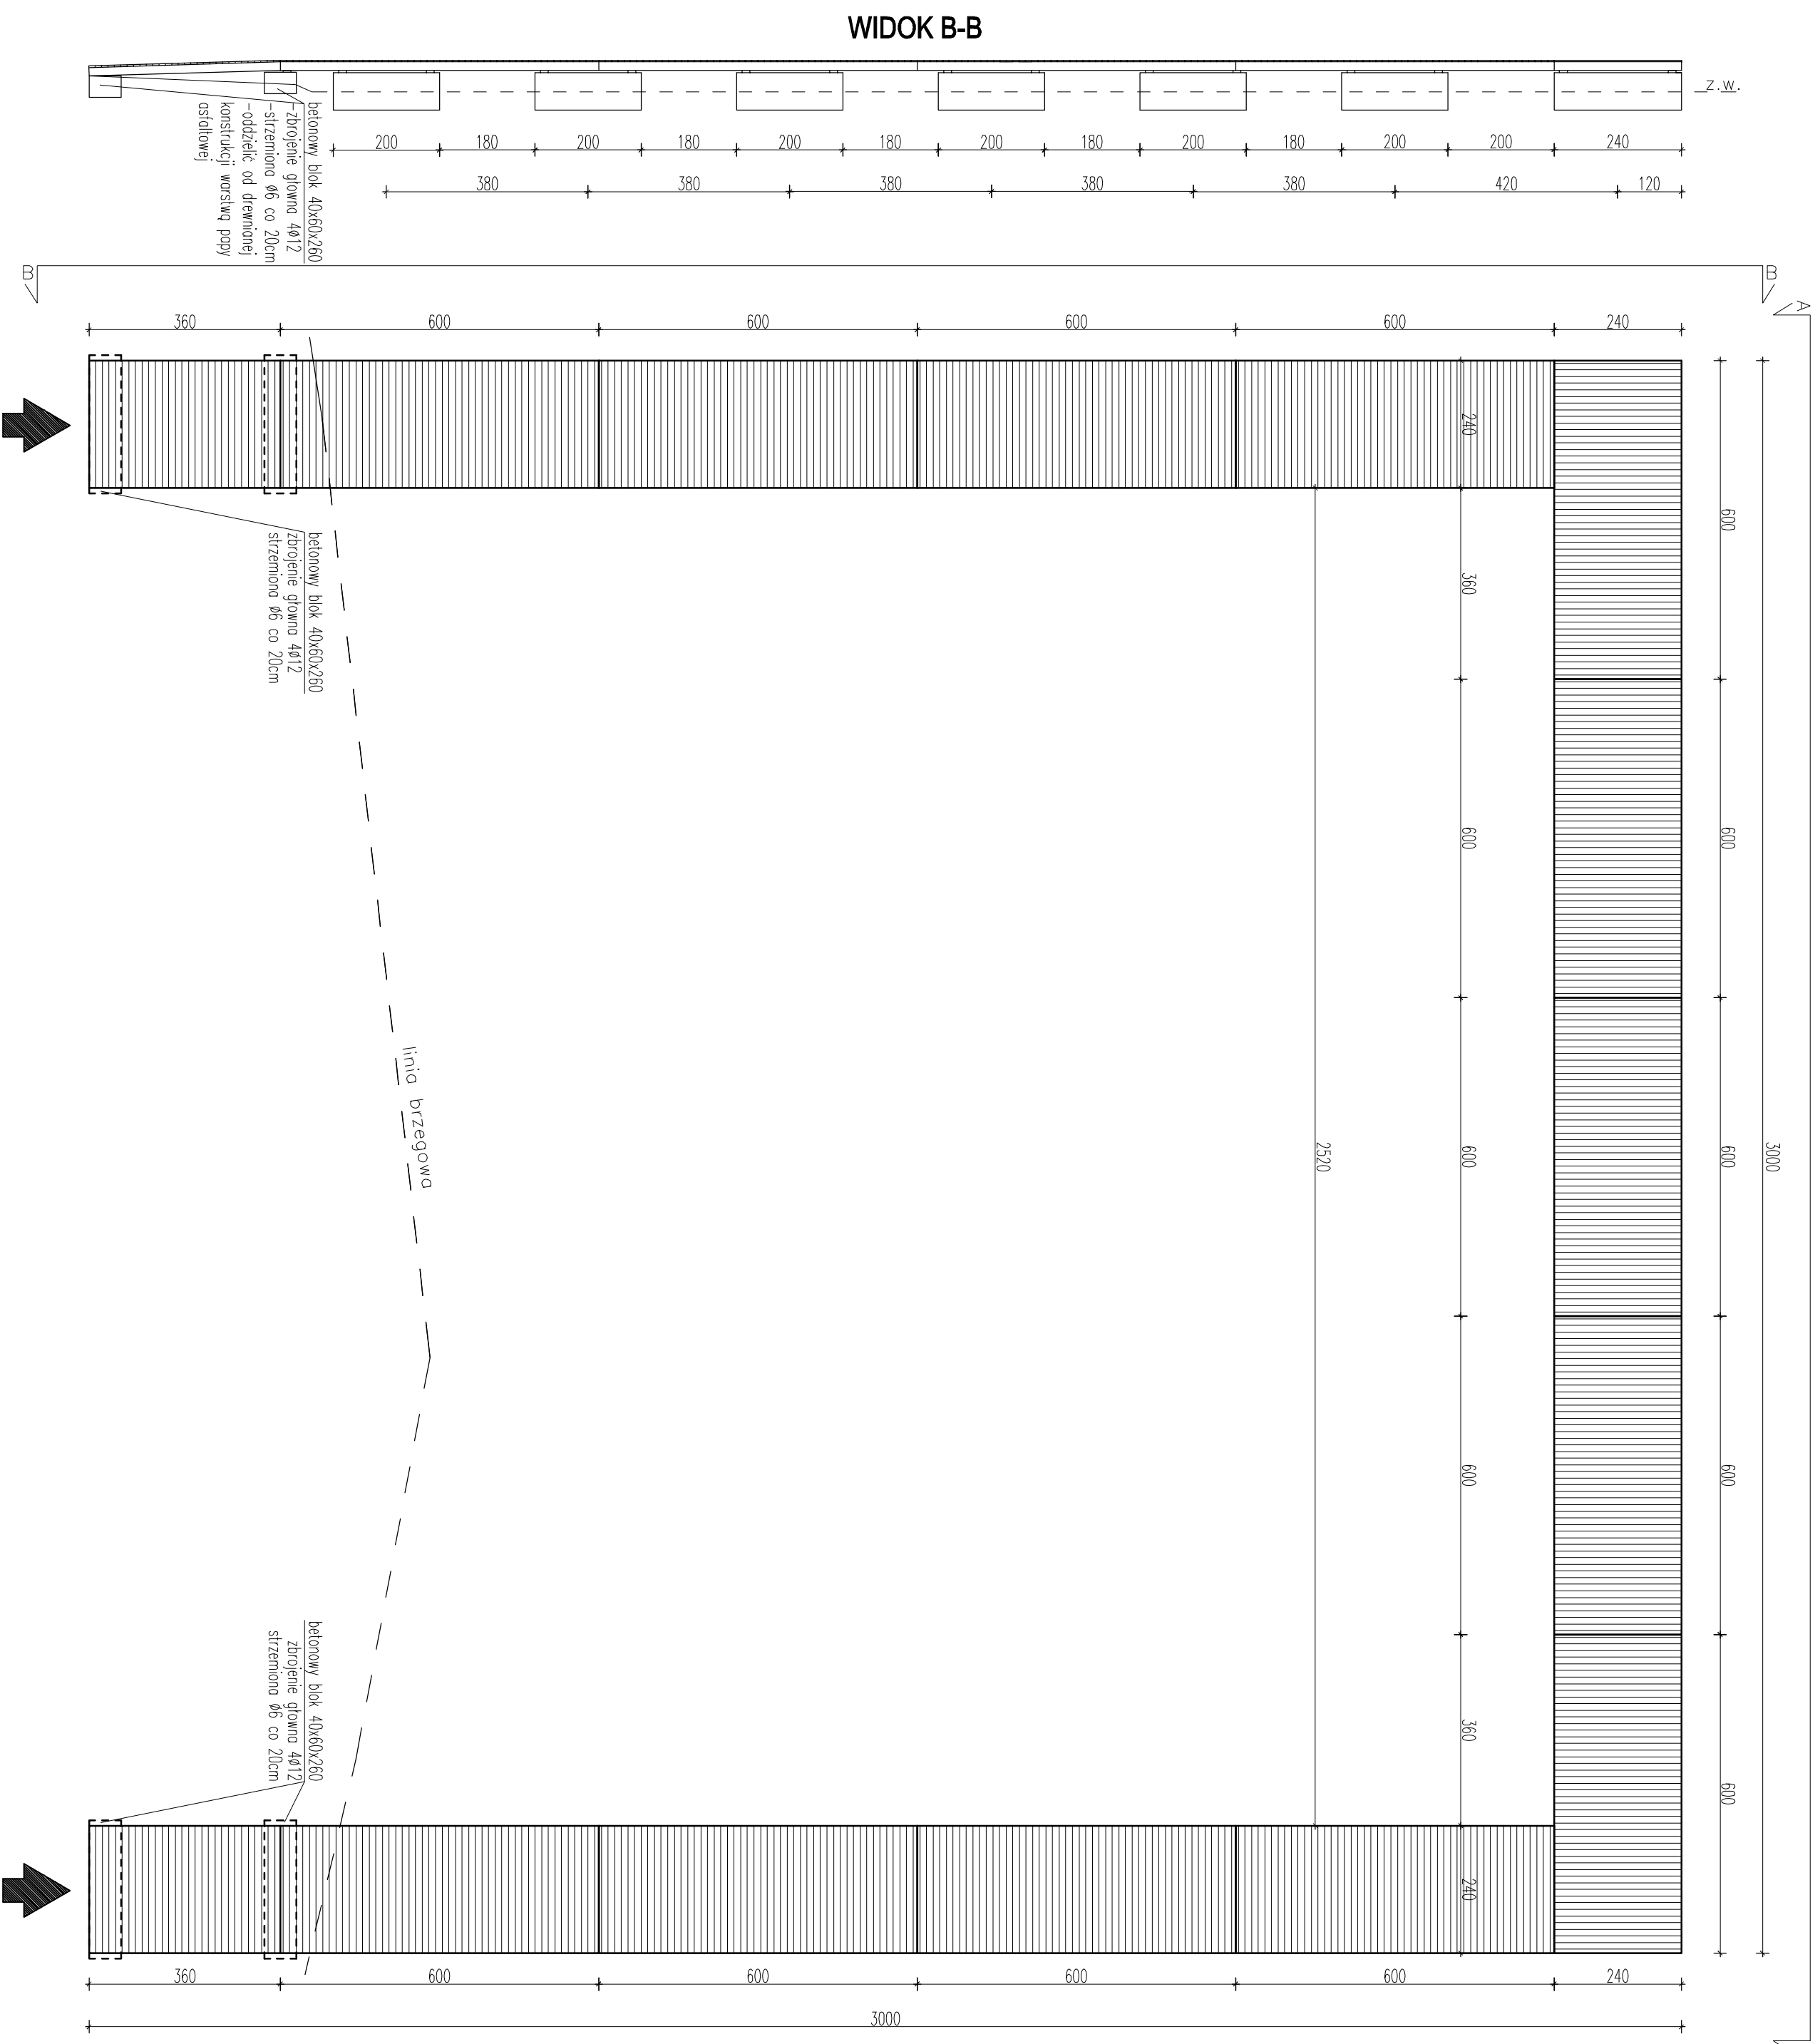 WIDOK B-B
z.w.
200
180
200
180
200
180
200
180
200
180
200
200
240
380
380
380
380
380
420
120
betonowy blok 40x60x260
-zbrojenie głowna 4Ø12
-strzemiona Ø6 co 20cm
-oddzielić od drewnianej
konstrukcji warstwą papy
asfaltowej
B
B
A
360
600
600
600
600
240
240
360
600
600
600
360
240
600
600
600
600
600
3000
2520
betonowy blok 40x60x260
zbrojenie głowna 4Ø12
strzemiona Ø6 co 20cm
linia brzegowa
betonowy blok 40x60x260
zbrojenie głowna 4Ø12
strzemiona Ø6 co 20cm
360
600
600
600
600
240
3000